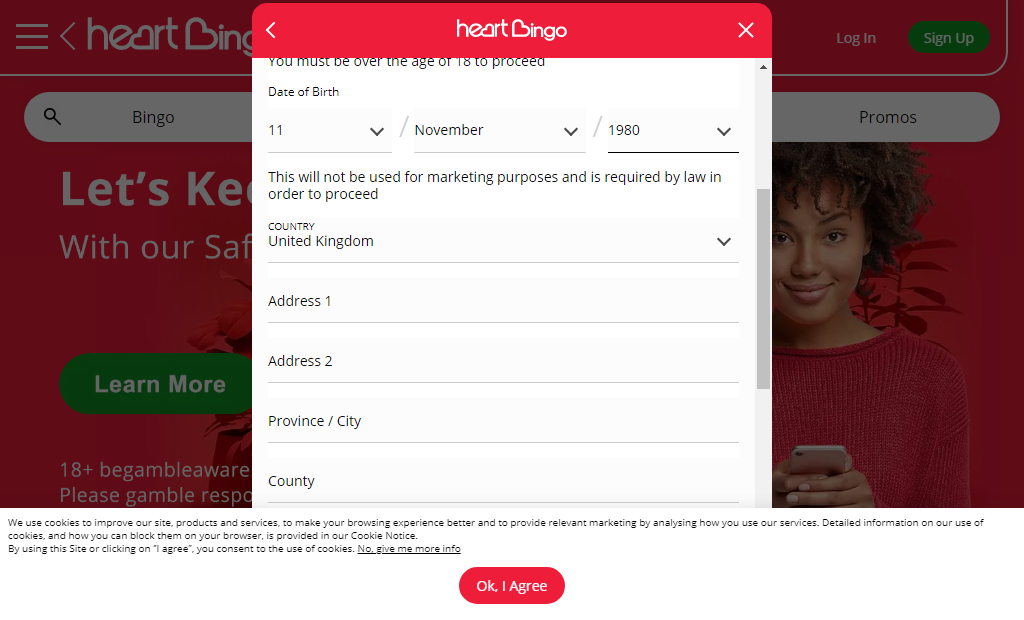 heart Bingo
heart Bing
Log In
Sign Up
Bingo
Promos
You must be over the age of 18 to proceed
Date of Birth
11 / November / 1980
This will not be used for marketing purposes and is required by law in
order to proceed
COUNTRY
United Kingdom
Address 1
Address 2
Province / City
County
Let's Kee
With our Saf
Learn More
18+ begambleaware
Please gamble respo
We use cookies to improve our site, products and services, to make your browsing experience better and to provide relevant marketing by analysing how you use our services. Detailed information on our use of
cookies, and how you can block them on your browser, is provided in our Cookie Notice.
By using this Site or clicking on "I agree", you consent to the use of cookies. No, give me more info
Ok, I Agree